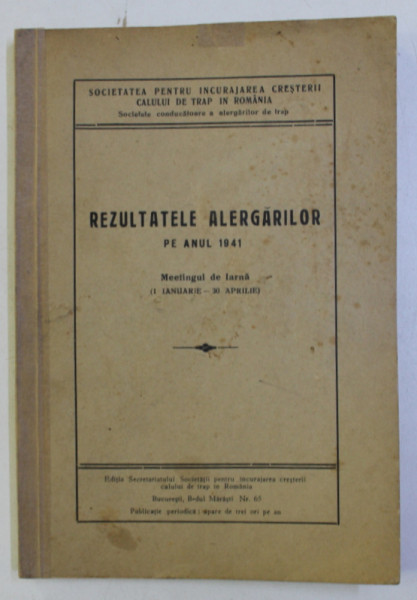 SOCIETATEA PENTRU INCURAJAREA CREȘTERII
CALULUI DE TRAP IN ROMÂNIA
Societate conducătoare a alergărilor de trap
REZULTATELE ALERGĂRILOR
PE ANUL 1941
Meetingul de Iarnă
(1 IANUARIE – 30 APRILIE)
Ediția Secretariatului Societății pentru incurajarea creșterii
calului de trap in România
București, B-dul Mărăști Nr. 65
Publicație periodică; apare de trei ori pe an